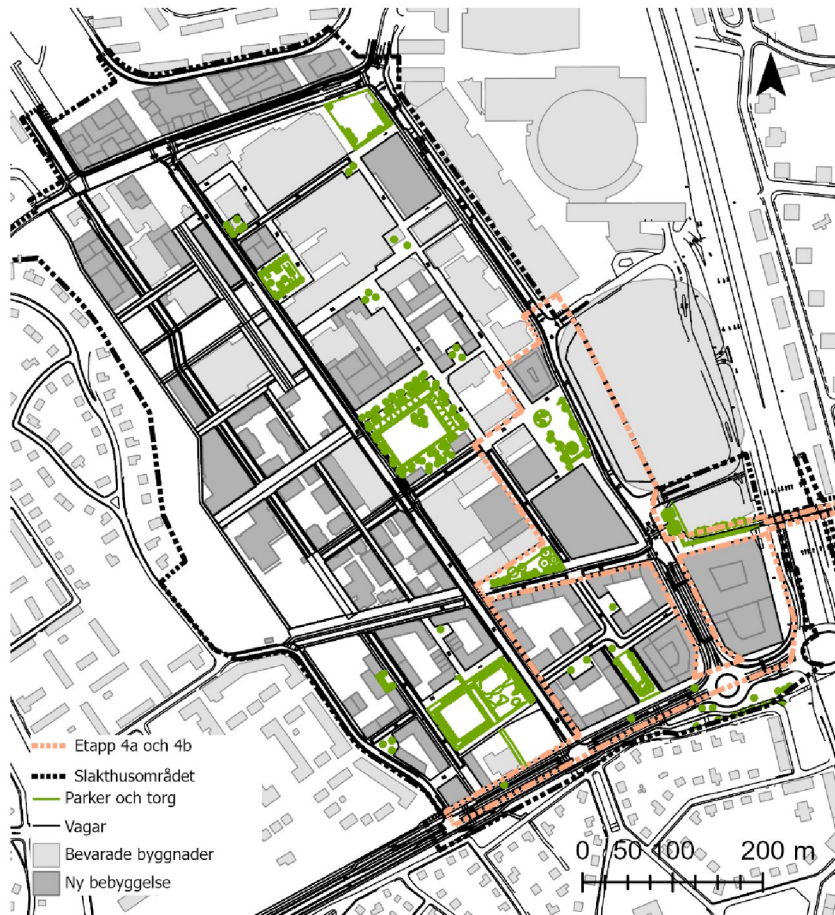 Etapp 4a och 4b
Slakthusområdet
Parker och torg
Vagar
Bevarade byggnader
Ny bebyggelse
0 50 100 200 m